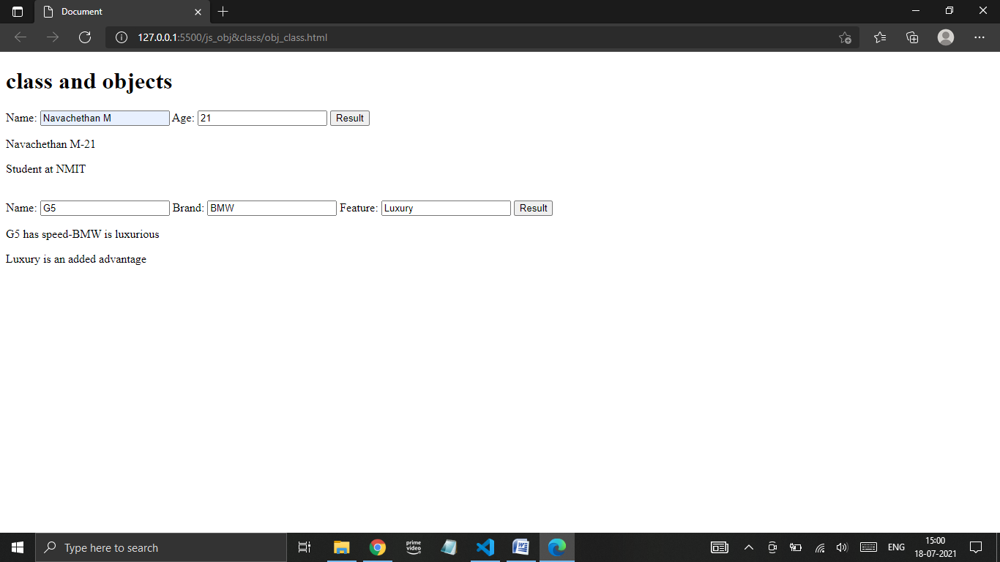 Document
127.0.0.1:5500/js_obj&class/obj_class.html
class and objects
Name: Navachethan M Age: 21 Result
Navachethan M-21
Student at NMIT
Name: G5 Brand: BMW Feature: Luxury Result
G5 has speed-BMW is luxurious
Luxury is an added advantage
Type here to search
prime video
W
ENG
15:00
18-07-2021